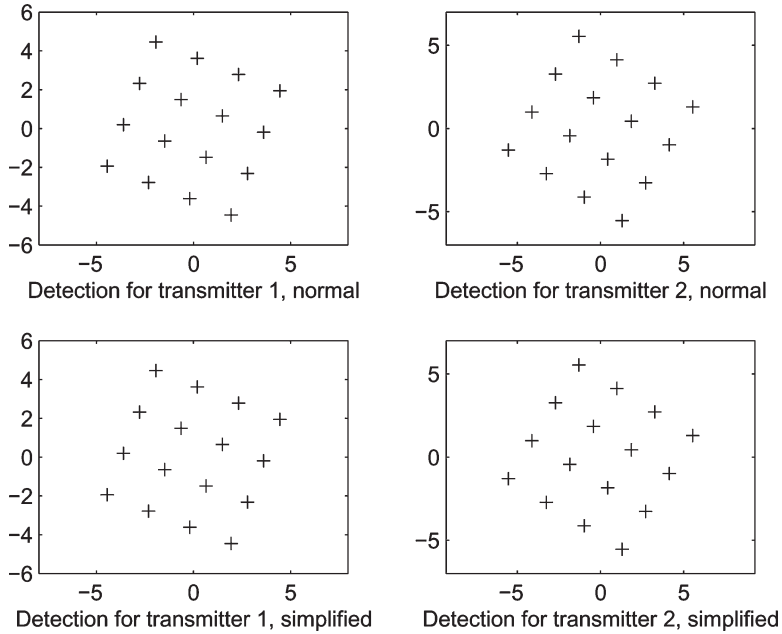 6
4
2
0
−2
−4
−6
−5 0 5
Detection for transmitter 1, normal
5
0
−5
−5 0 5
Detection for transmitter 2, normal
6
4
2
0
−2
−4
−6
−5 0 5
Detection for transmitter 1, simplified
5
0
−5
−5 0 5
Detection for transmitter 2, simplified